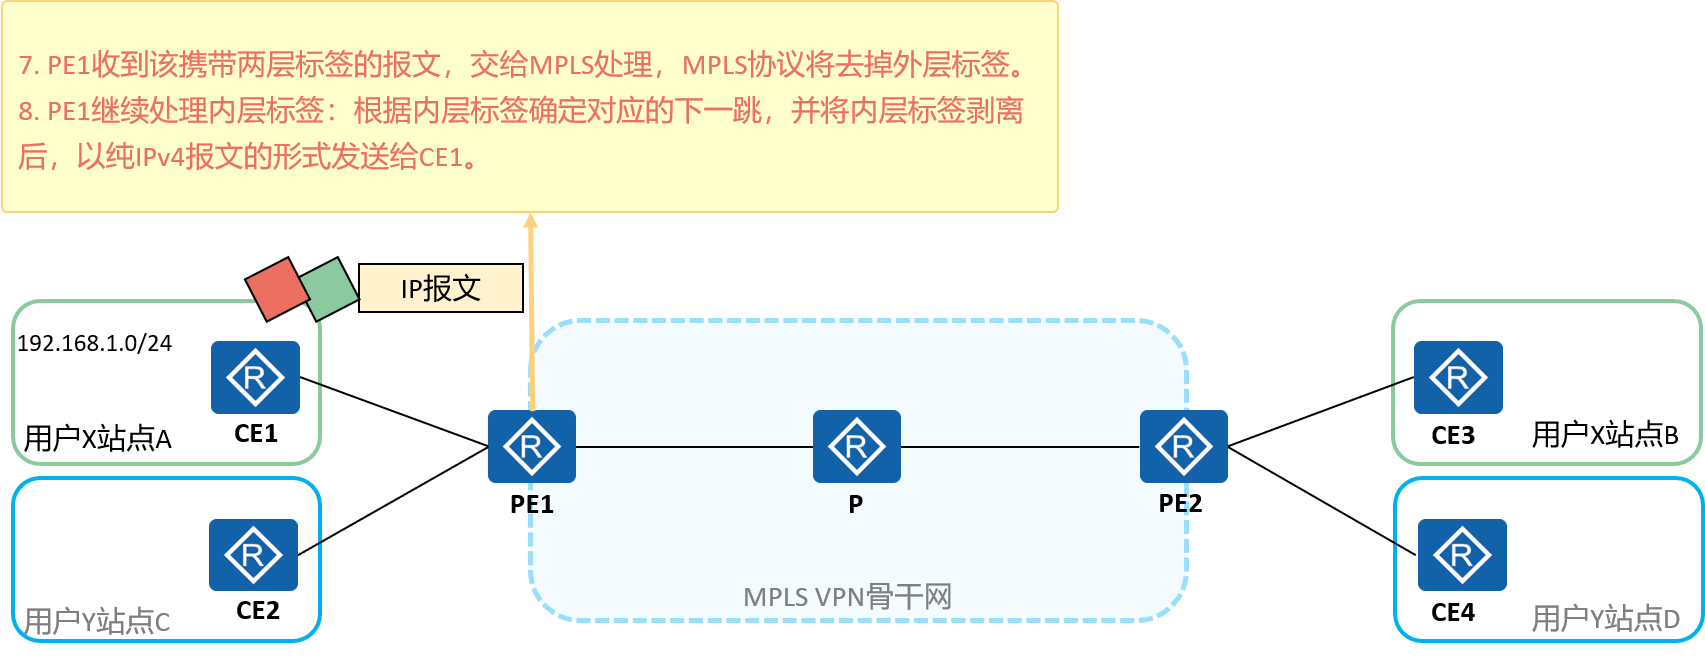 7. PE1收到该携带两层标签的报文，交给MPLS处理，MPLS协议将去掉外层标签。
8. PE1继续处理内层标签：根据内层标签确定对应的下一跳，并将内层标签剥离
后，以纯IPv4报文的形式发送给CE1。
IP报文
192.168.1.0/24
R
R
CE1
用户X站点A
CE3
用户X站点B
R
R
R
PE1
P
PE2
R
R
MPLS VPN骨干网
CE2
用户Y站点C
CE4
用户Y站点D